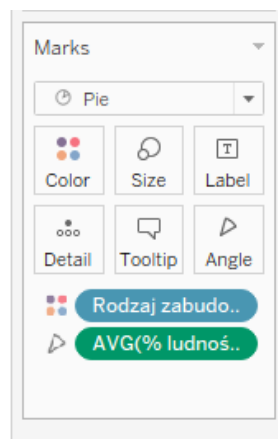 Marks
Pie
Color Size Label
Detail Tooltip Angle
Rodzaj zabudo..
AVG(% ludnoś..